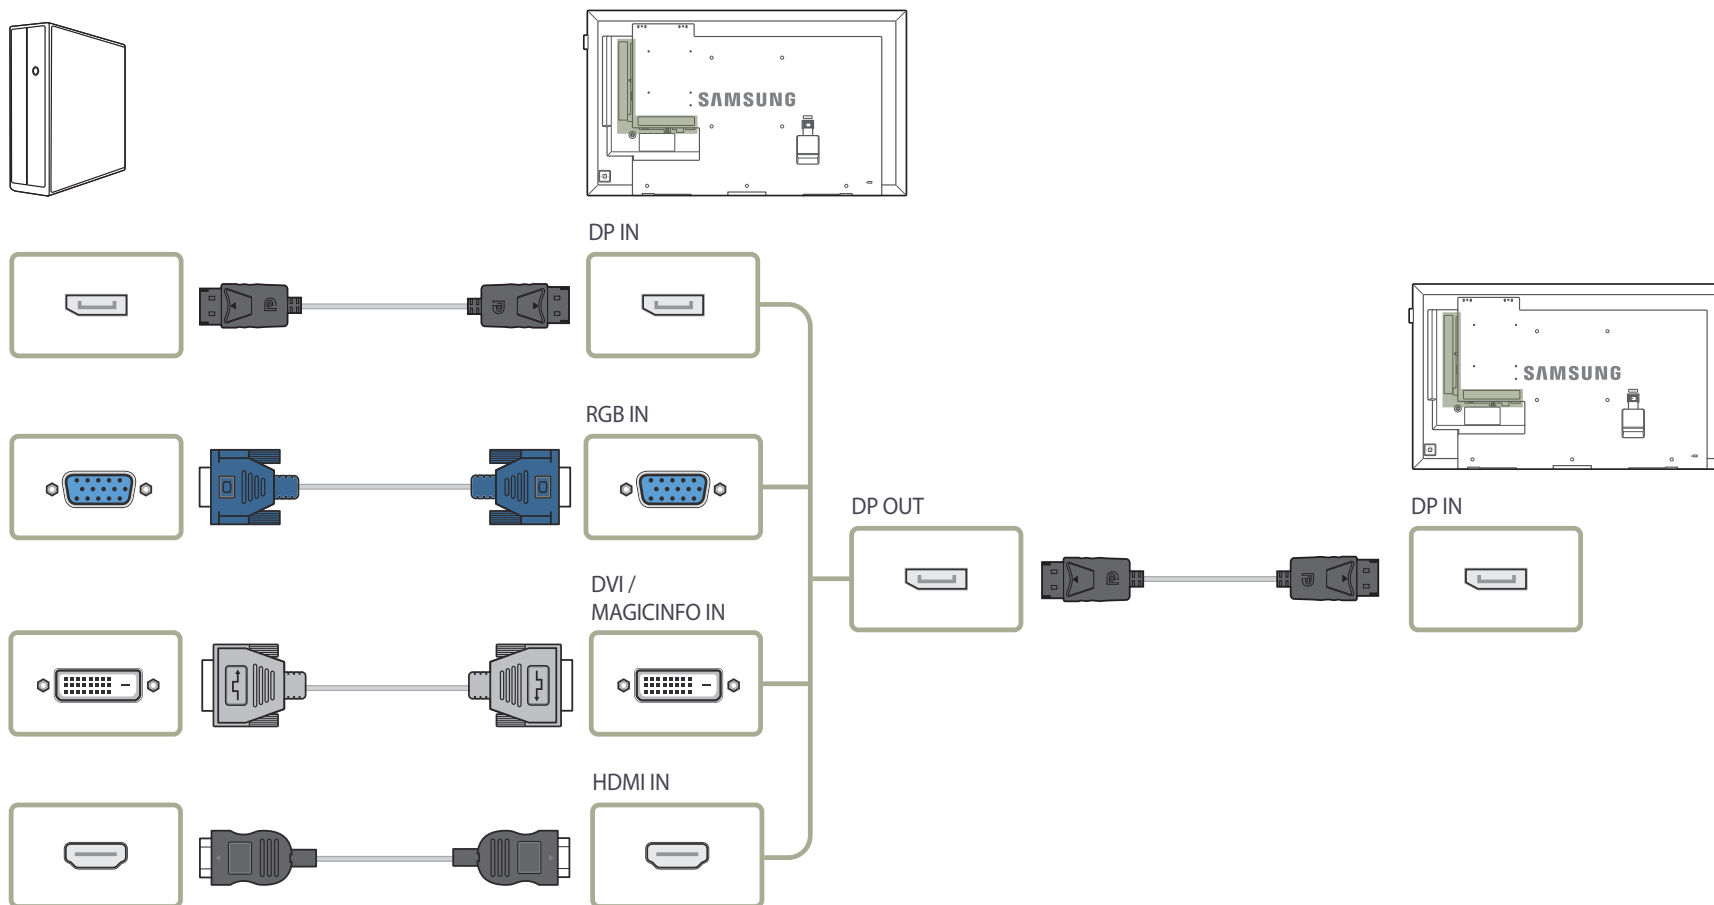 SAMSUNG
DP IN
RGB IN
SAMSUNG
DP OUT
DP IN
DVI /
MAGICINFO IN
HDMI IN